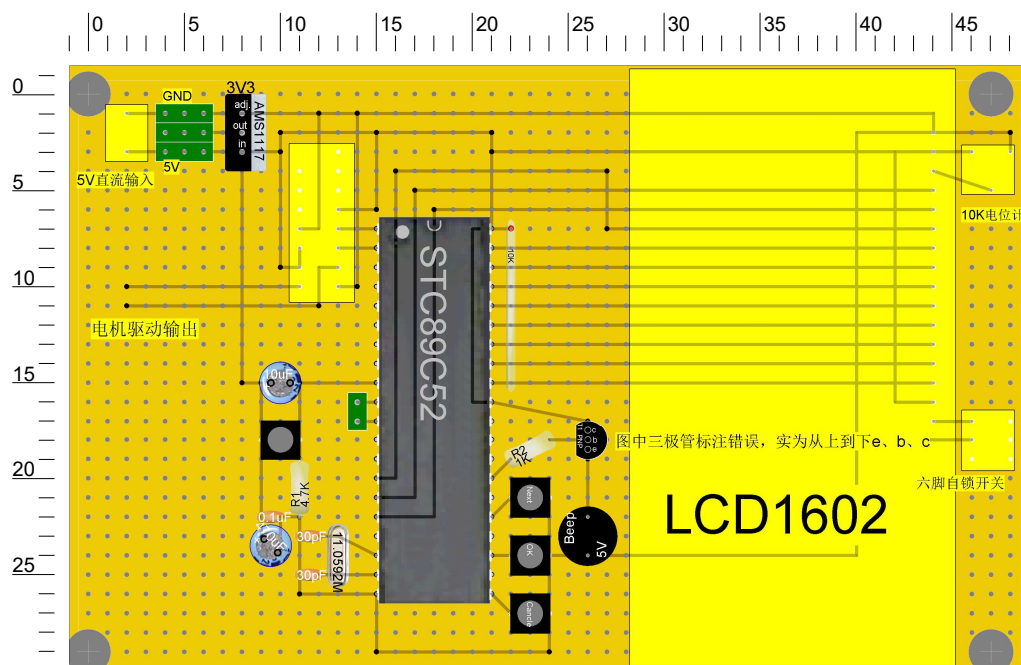 0 5 10 15 20 25 30 35 40 45
0
5
10
15
20
25
GND
5V
3V3
adj.
out
in
AMS1117
5V直流输入
10K电位计
电机驱动输出
STC89C52
10K
10uF
R1
4.7K
0.1uF
10uF
30pF
30pF
11.0592M
R2
1K
T1 PNP
c
b
e
图中三极管标注错误，实为从上到下e、b、c
六脚自锁开关
LCD1602
Next
OK
Cancle
Beep
5V